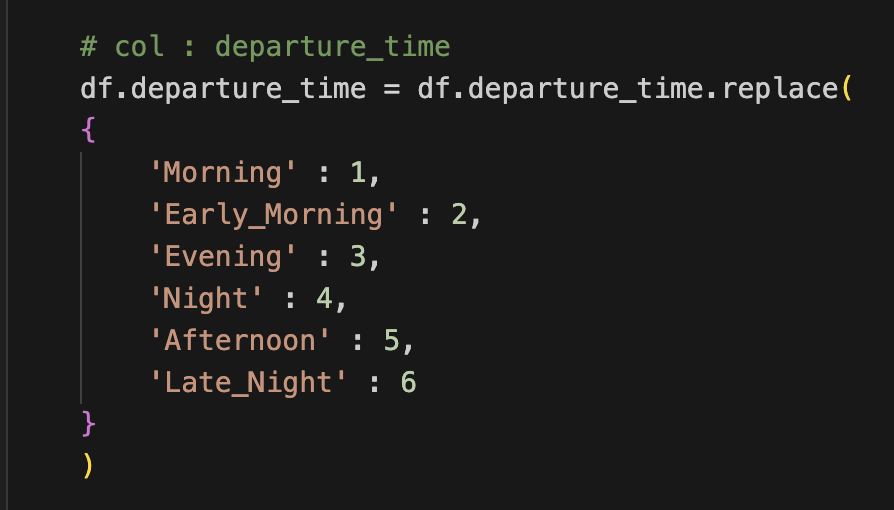 # col : departure_time
df.departure_time = df.departure_time.replace(
{
    'Morning' : 1,
    'Early_Morning' : 2,
    'Evening' : 3,
    'Night' : 4,
    'Afternoon' : 5,
    'Late_Night' : 6
}
)